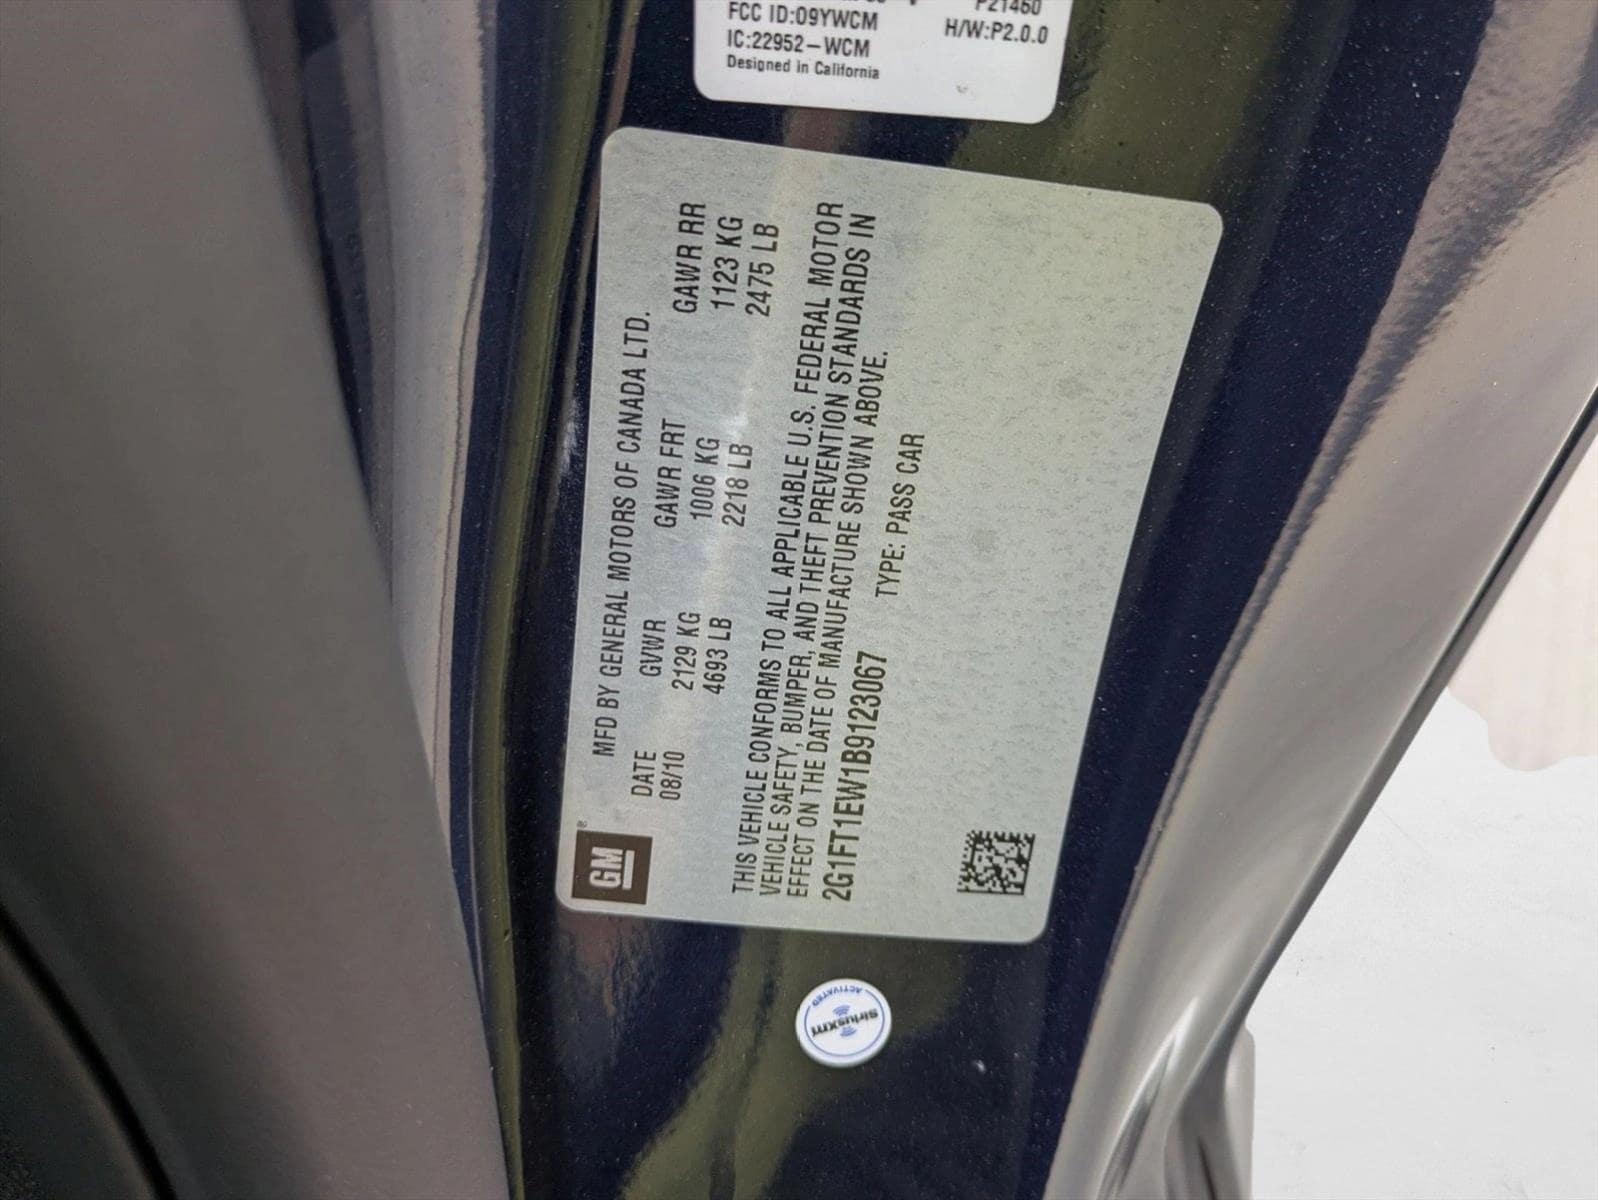 P21460
FCC ID:O9YWCM
H/W:P2.0.0
IC:22952-WCM
Designed in California
GM
®
MFD BY GENERAL MOTORS OF CANADA LTD.
DATE GVWR GAWR FRT GAWR RR
08/10 2129 KG 1006 KG 1123 KG
4693 LB 2218 LB 2475 LB
THIS VEHICLE CONFORMS TO ALL APPLICABLE U.S. FEDERAL MOTOR
VEHICLE SAFETY, BUMPER, AND THEFT PREVENTION STANDARDS IN
EFFECT ON THE DATE OF MANUFACTURE SHOWN ABOVE.
2G1FT1EW1B9123067 TYPE: PASS CAR
siriusxm
ACTIVATED